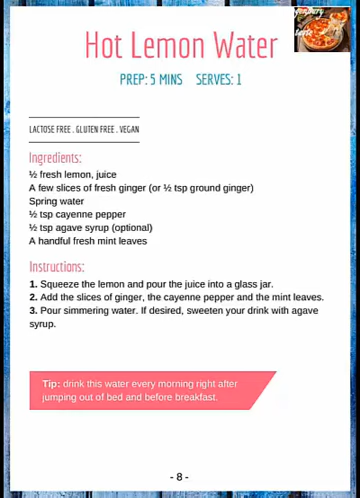 Hot Lemon Water
PREP: 5 MINS SERVES: 1
LACTOSE FREE . GLUTEN FREE . VEGAN
Ingredients:
½ fresh lemon, juice
A few slices of fresh ginger (or ½ tsp ground ginger)
Spring water
½ tsp cayenne pepper
½ tsp agave syrup (optional)
A handful fresh mint leaves
Instructions:
1. Squeeze the lemon and pour the juice into a glass jar.
2. Add the slices of ginger, the cayenne pepper and the mint leaves.
3. Pour simmering water. If desired, sweeten your drink with agave
syrup.
Tip: drink this water every morning right after
jumping out of bed and before breakfast.
- 8 -